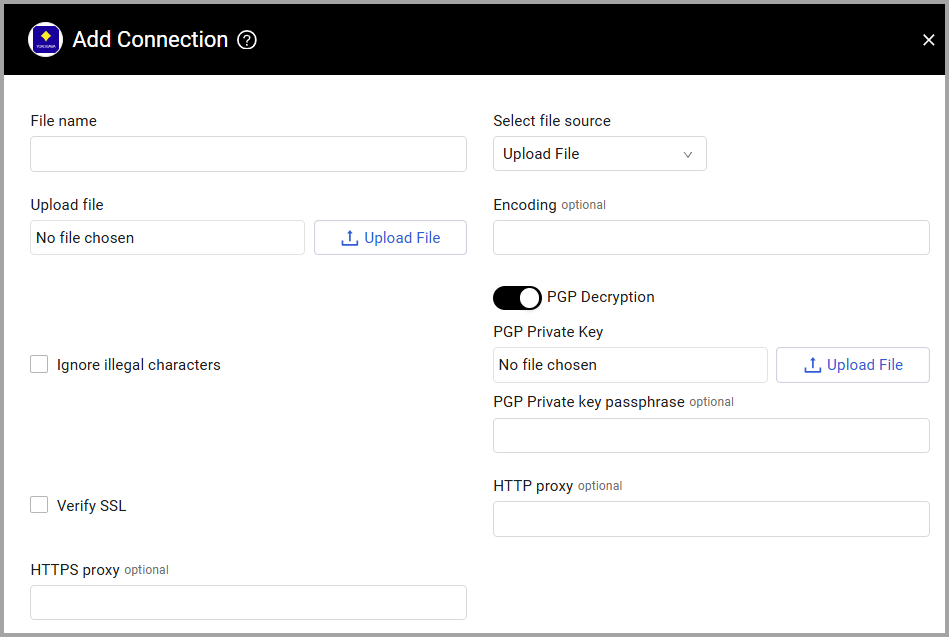 YOKOGAWA
Add Connection
File name
Select file source
Upload File
Upload file
No file chosen
Upload File
Encoding optional
PGP Decryption
PGP Private Key
No file chosen
Upload File
Ignore illegal characters
PGP Private key passphrase optional
Verify SSL
HTTP proxy optional
HTTPS proxy optional